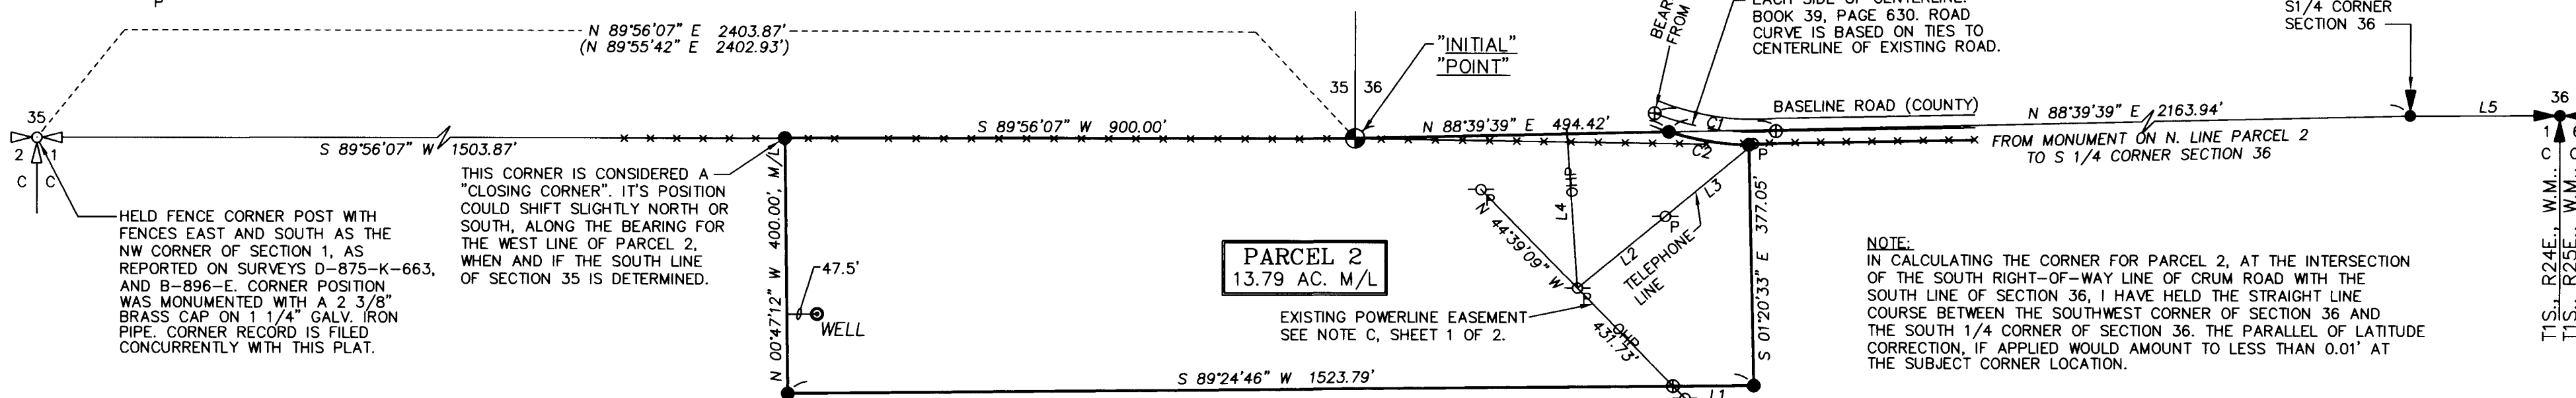 P
N 89°56'07" E 2403.87'
(N 89°55'42" E 2402.93')
"INITIAL"
"POINT"
BEAR
FROM
EACH SIDE OF CENTERLINE.
BOOK 39, PAGE 630. ROAD
CURVE IS BASED ON TIES TO
CENTERLINE OF EXISTING ROAD.
S1/4 CORNER
SECTION 36
35
2 1
C C
S 89°56'07" W 1503.87'
S 89°56'07" W 900.00'
35 36
N 88°39'39" E 494.42'
C1
C2
P
BASELINE ROAD (COUNTY)
N 88°39'39" E 2163.94'
FROM MONUMENT ON N. LINE PARCEL 2
TO S 1/4 CORNER SECTION 36
L5
36
1 6
C C
T1S., R24E., W.M.
T1S., R25E., W.M.
HELD FENCE CORNER POST WITH
FENCES EAST AND SOUTH AS THE
NW CORNER OF SECTION 1, AS
REPORTED ON SURVEYS D-875-K-663,
AND B-896-E. CORNER POSITION
WAS MONUMENTED WITH A 2 3/8"
BRASS CAP ON 1 1/4" GALV. IRON
PIPE. CORNER RECORD IS FILED
CONCURRENTLY WITH THIS PLAT.
THIS CORNER IS CONSIDERED A
"CLOSING CORNER". IT'S POSITION
COULD SHIFT SLIGHTLY NORTH OR
SOUTH, ALONG THE BEARING FOR
THE WEST LINE OF PARCEL 2,
WHEN AND IF THE SOUTH LINE
OF SECTION 35 IS DETERMINED.
N 00°47'12" W 400.00', M/L
47.5'
WELL
PARCEL 2
13.79 AC. M/L
EXISTING POWERLINE EASEMENT
SEE NOTE C, SHEET 1 OF 2.
P
N 44°39'09" W
L4
OHP
L2
P
L3
TELEPHONE
LINE
P
OHP
431.73'
S 01°20'33" E 377.05'
S 89°24'46" W 1523.79'
L1
NOTE:
IN CALCULATING THE CORNER FOR PARCEL 2, AT THE INTERSECTION
OF THE SOUTH RIGHT-OF-WAY LINE OF CRUM ROAD WITH THE
SOUTH LINE OF SECTION 36, I HAVE HELD THE STRAIGHT LINE
COURSE BETWEEN THE SOUTHWEST CORNER OF SECTION 36 AND
THE SOUTH 1/4 CORNER OF SECTION 36. THE PARALLEL OF LATITUDE
CORRECTION, IF APPLIED WOULD AMOUNT TO LESS THAN 0.01' AT
THE SUBJECT CORNER LOCATION.